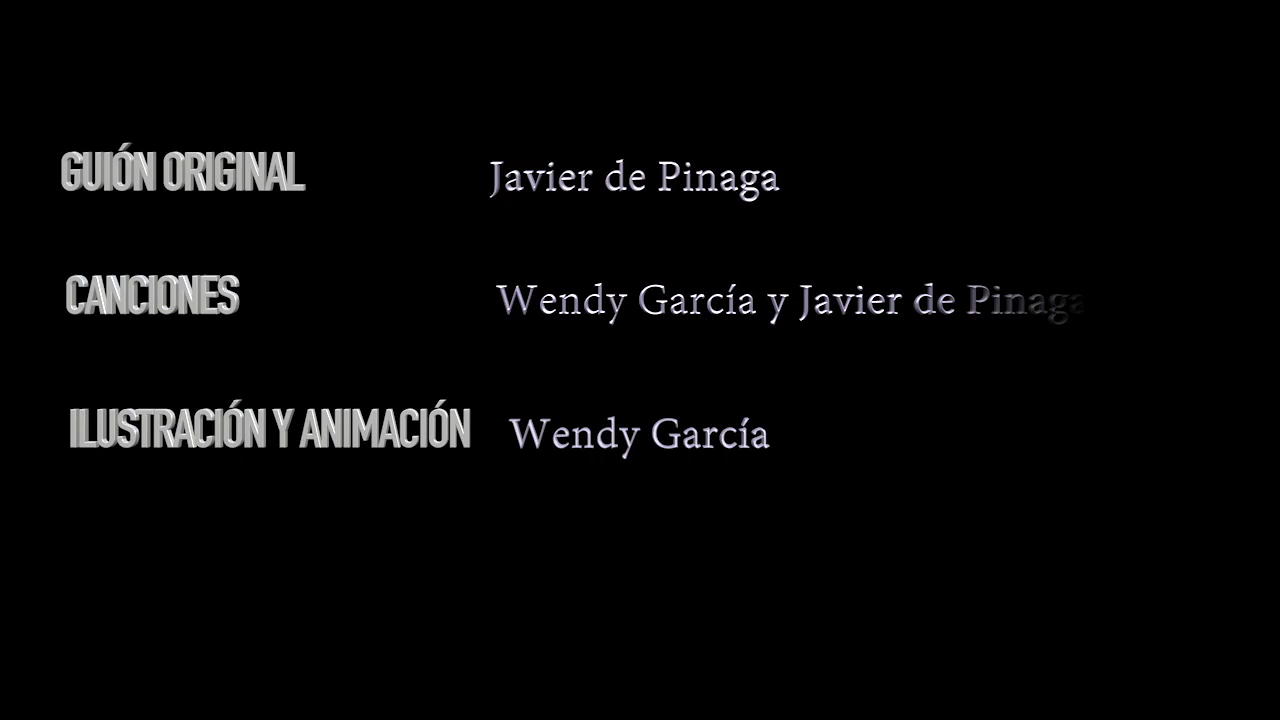 GUIÓN ORIGINAL Javier de Pinaga
CANCIONES Wendy García y Javier de Pinaga
ILUSTRACIÓN Y ANIMACIÓN Wendy García